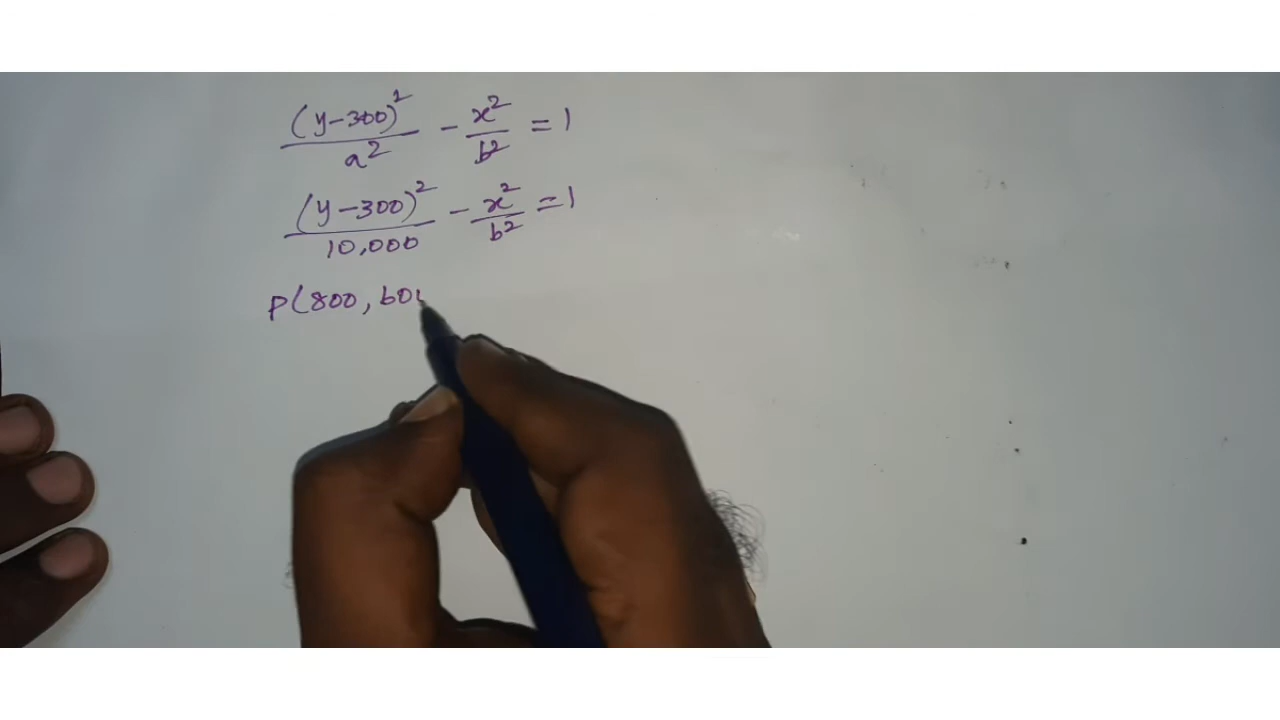 (y-300)²/a² - x²/b² = 1
(y-300)²/10,000 - x²/b² = 1
P(800, 60